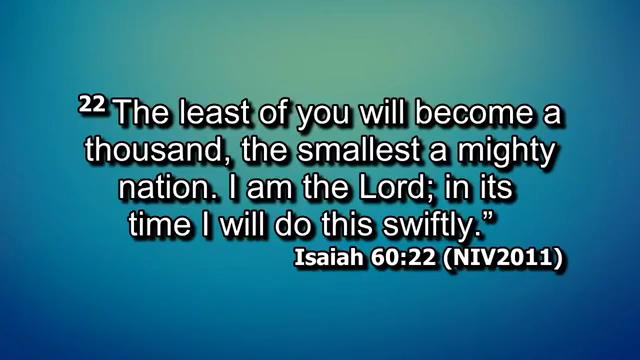 22 The least of you will become a
thousand, the smallest a mighty
nation. I am the Lord; in its
time I will do this swiftly.”
Isaiah 60:22 (NIV2011)